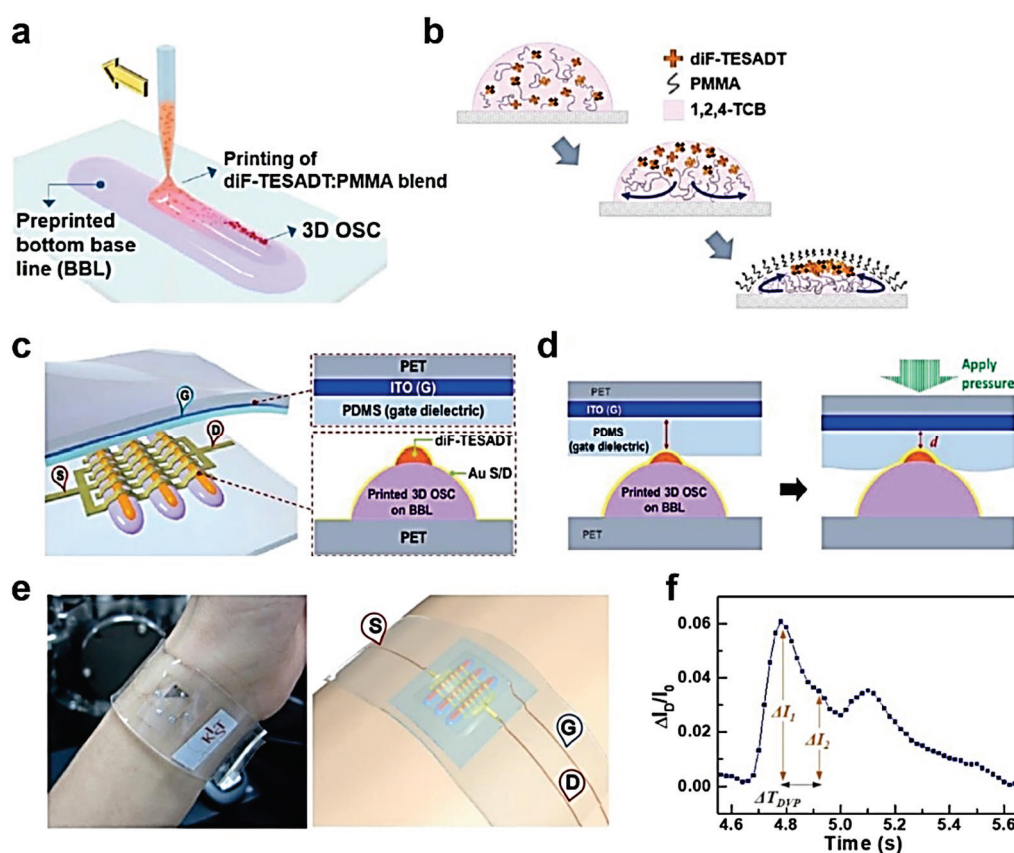 a
Printing of
diF-TESADT:PMMA blend
Preprinted
bottom base
line (BBL)
3D OSC
b
diF-TESADT
PMMA
1,2,4-TCB
c
G
S
D
PET
ITO (G)
PDMS (gate dielectric)
diF-TESADT
Au S/D
Printed 3D OSC
on BBL
PET
d
PET
ITO (G)
PDMS
(gate dielectric)
Printed 3D OSC
on BBL
PET
Apply
pressure
d
e
KIST
S
G
D
f
ΔI_D/I_0
0.06
0.04
0.02
0.00
ΔI_1
ΔI_2
ΔT_DVP
4.6 4.8 5.0 5.2 5.4 5.6
Time (s)